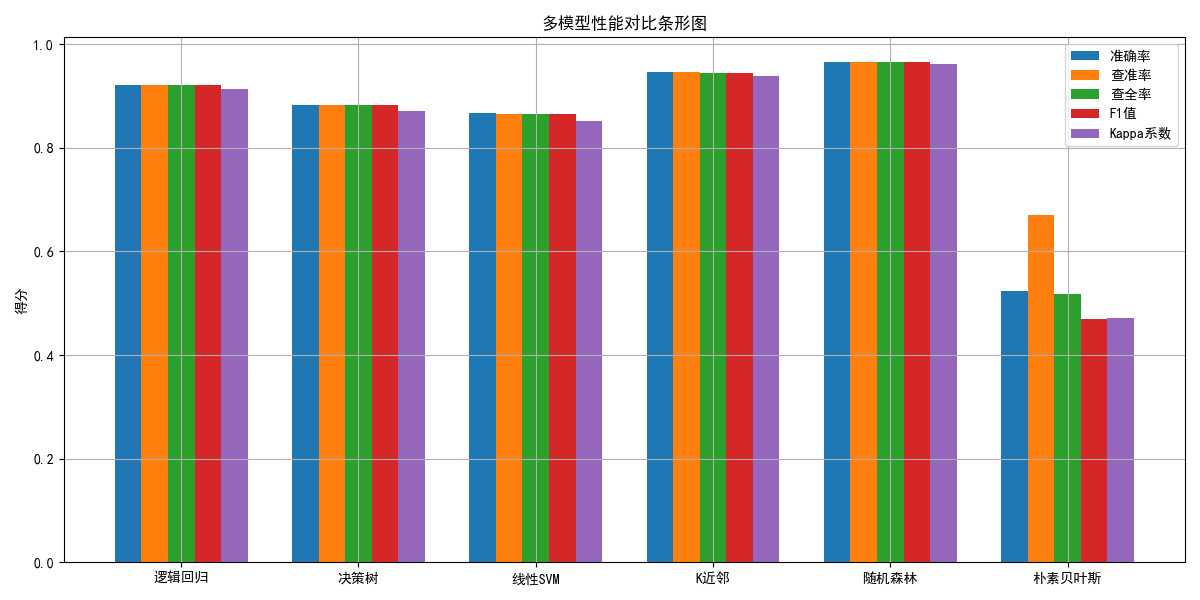 多模型性能对比条形图
1.0
0.8
0.6
0.4
0.2
0.0
得分
准确率
查准率
查全率
F1值
Kappa系数
逻辑回归
决策树
线性SVM
K近邻
随机森林
朴素贝叶斯